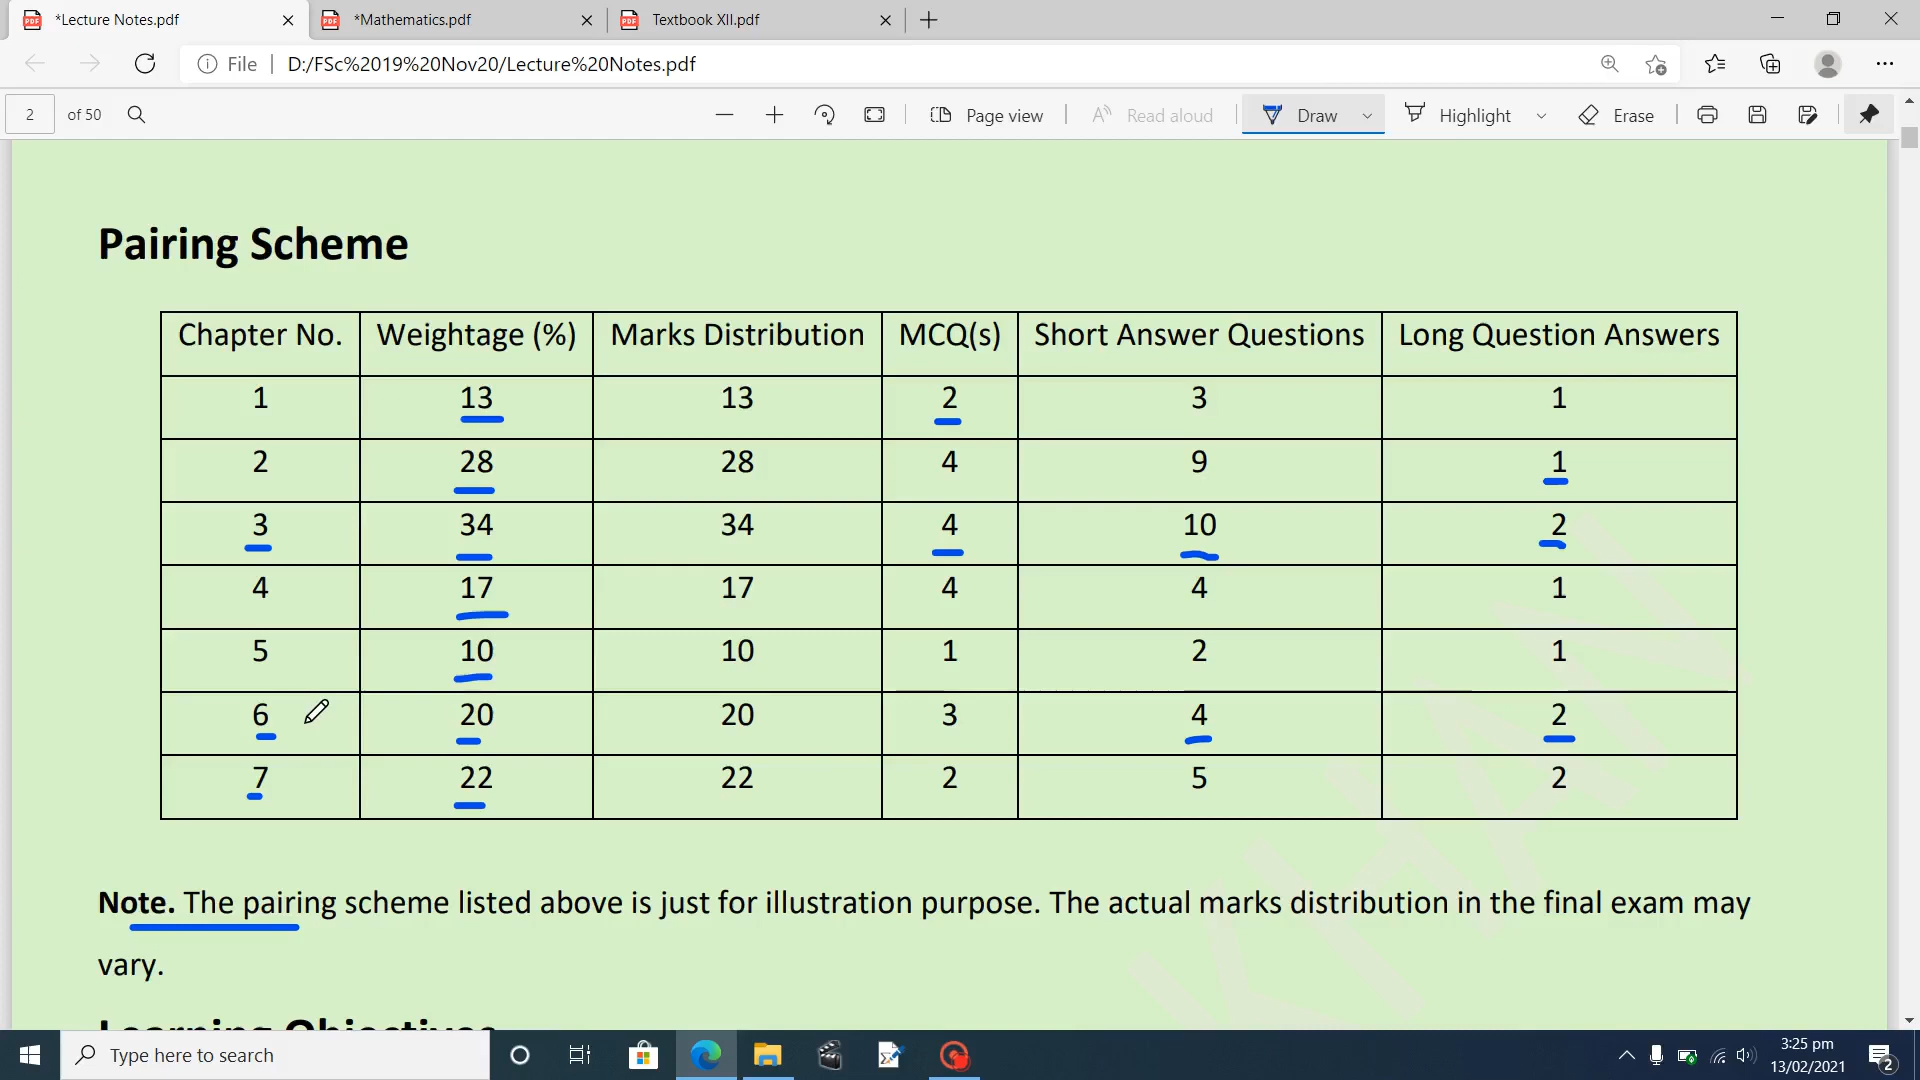 *Lecture Notes.pdf
*Mathematics.pdf
Textbook XII.pdf
File
D:/FSc%2019%20Nov20/Lecture%20Notes.pdf
2 of 50
Page view
Read aloud
Draw
Highlight
Erase
Pairing Scheme
Chapter No. Weightage (%) Marks Distribution MCQ(s) Short Answer Questions Long Question Answers
1 13 13 2 3 1
2 28 28 4 9 1
3 34 34 4 10 2
4 17 17 4 4 1
5 10 10 1 2 1
6 20 20 3 4 2
7 22 22 2 5 2
Note. The pairing scheme listed above is just for illustration purpose. The actual marks distribution in the final exam may
vary.
Learning Objectives
KHAN
Type here to search
3:25 pm
13/02/2021
2